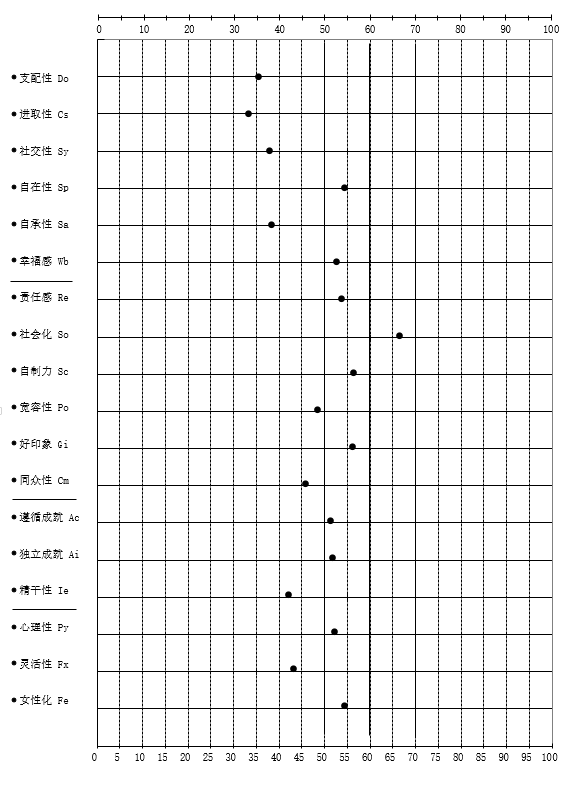 0 10 20 30 40 50 60 70 80 90 100
● 支配性 Do
● 进取性 Cs
● 社交性 Sy
● 自在性 Sp
● 自承性 Sa
● 幸福感 Wb
● 责任感 Re
● 社会化 So
● 自制力 Sc
● 宽容性 Po
● 好印象 Gi
● 同众性 Cm
● 遵循成就 Ac
● 独立成就 Ai
● 精干性 Ie
● 心理性 Py
● 灵活性 Fx
● 女性化 Fe
0 5 10 15 20 25 30 35 40 45 50 55 60 65 70 75 80 85 90 95 100